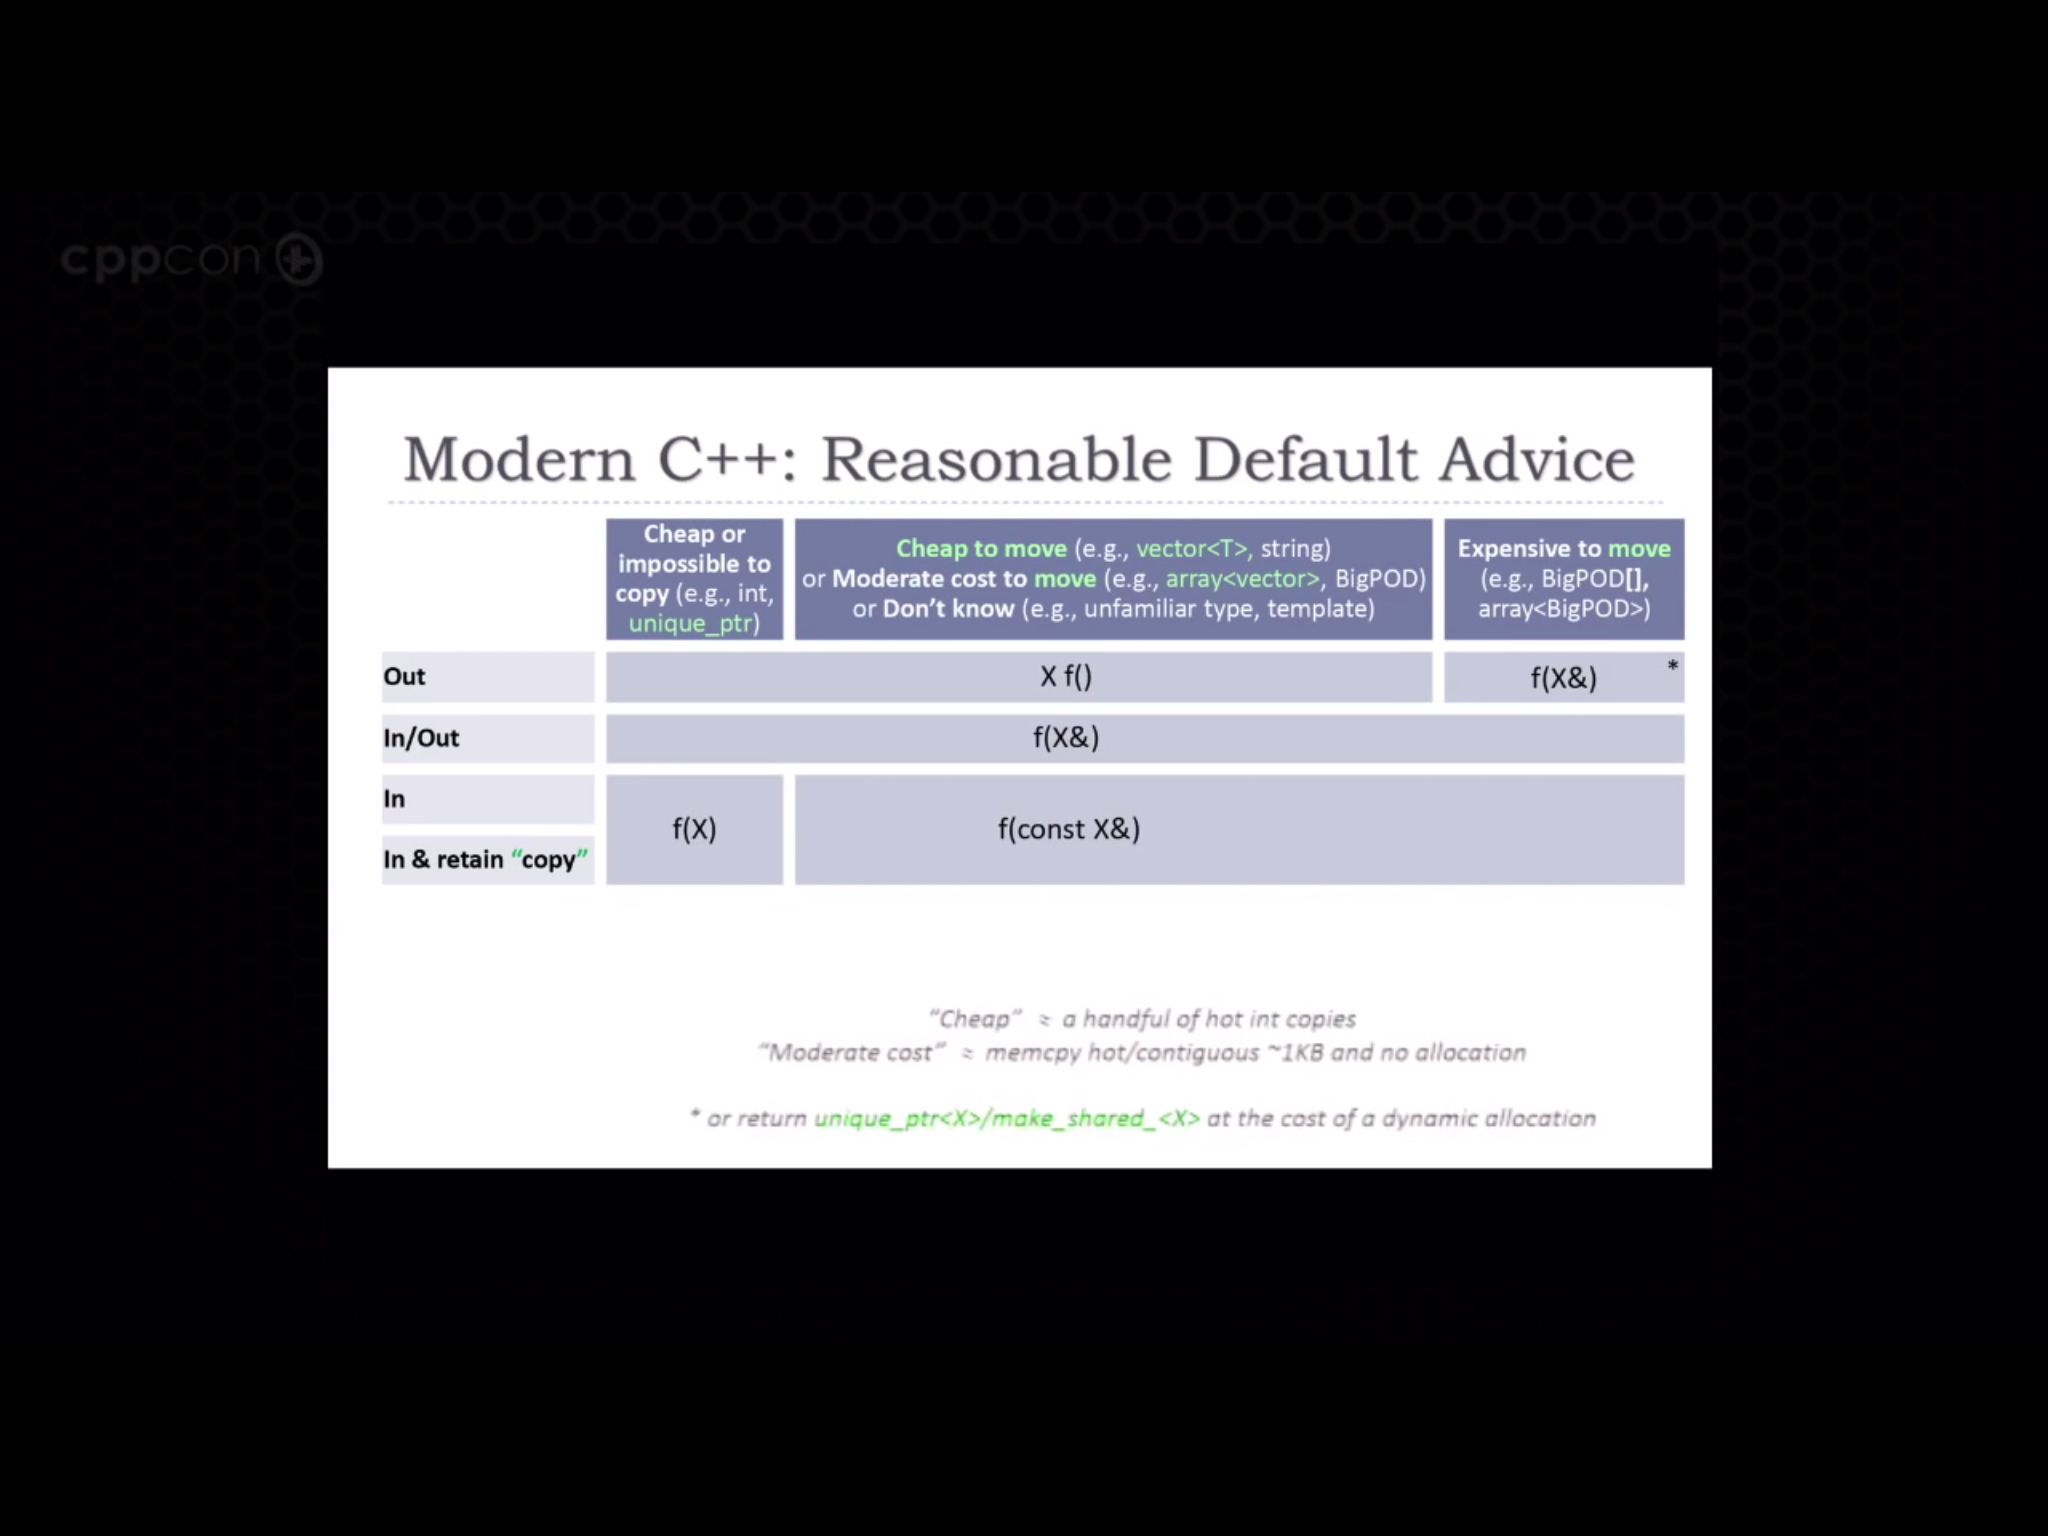 cppcon
Modern C++: Reasonable Default Advice
Cheap or
impossible to
copy (e.g., int,
unique_ptr)
Cheap to move (e.g., vector<T>, string)
or Moderate cost to move (e.g., array<vector>, BigPOD)
or Don’t know (e.g., unfamiliar type, template)
Expensive to move
(e.g., BigPOD[],
array<BigPOD>)
Out
X f()
f(X&) *
In/Out
f(X&)
In
In & retain “copy”
f(X)
f(const X&)
“Cheap” ≈ a handful of hot int copies
“Moderate cost” ≈ memcpy hot/contiguous ~1KB and no allocation
* or return unique_ptr<X>/make_shared_<X> at the cost of a dynamic allocation